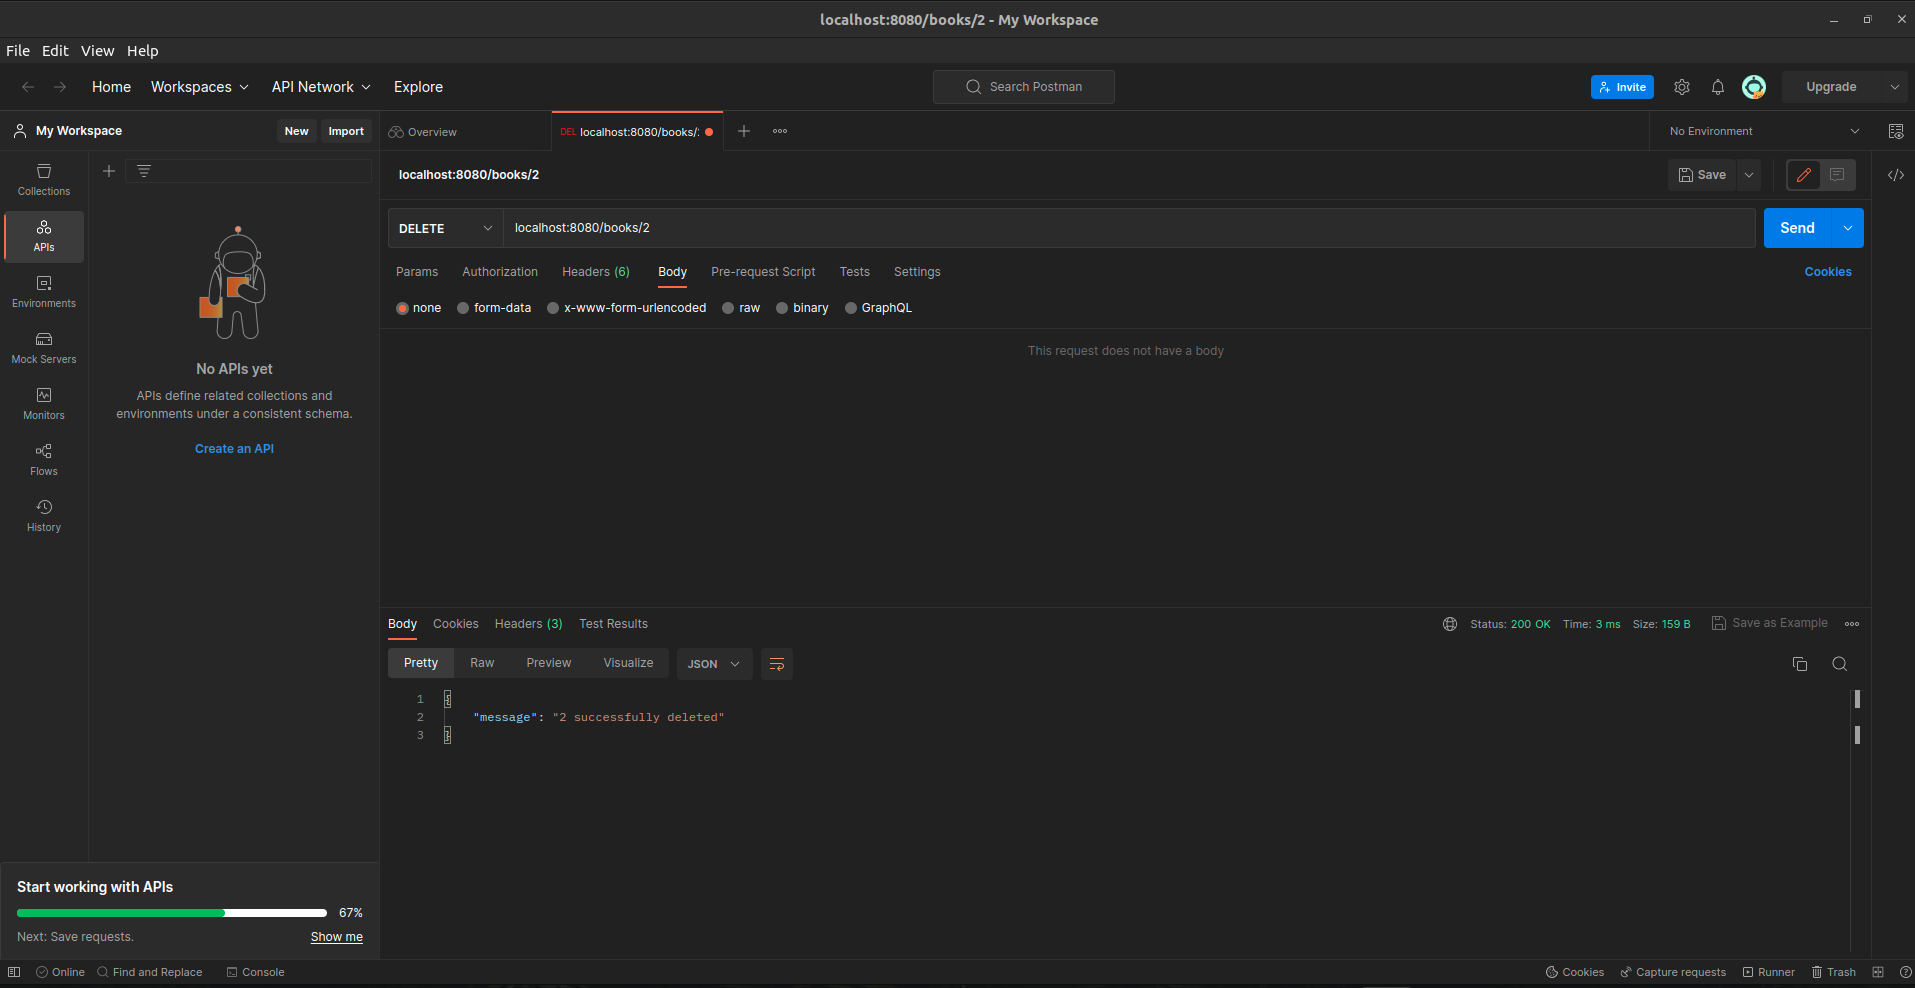 localhost:8080/books/2 - My Workspace
File Edit View Help
Home Workspaces API Network Explore
Search Postman
Invite
Upgrade
My Workspace
New Import
Overview
DEL localhost:8080/books/
No Environment
Collections
APIs
Environments
Mock Servers
Monitors
Flows
History
No APIs yet
APIs define related collections and
environments under a consistent schema.
Create an API
Start working with APIs
67%
Next: Save requests.
Show me
localhost:8080/books/2
Save
DELETE
localhost:8080/books/2
Send
Params Authorization Headers (6) Body Pre-request Script Tests Settings
Cookies
none form-data x-www-form-urlencoded raw binary GraphQL
This request does not have a body
Body Cookies Headers (3) Test Results
Status: 200 OK Time: 3 ms Size: 159 B
Save as Example
Pretty Raw Preview Visualize JSON
1 {
2 "message": "2 successfully deleted"
3 }
Online Find and Replace Console
Cookies Capture requests Runner Trash